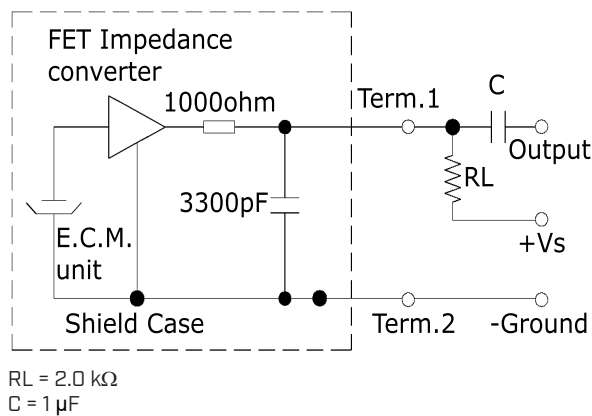 FET Impedance
converter
1000ohm
Term.1
C
Output
RL
3300pF
+Vs
E.C.M.
unit
Shield Case
Term.2
-Ground
RL = 2.0 kΩ
C = 1 µF